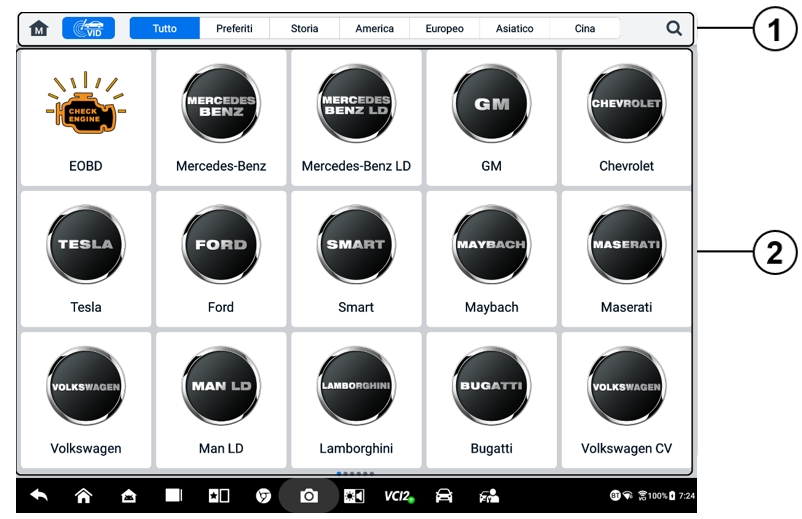 M VID Tutto Preferiti Storia America Europeo Asiatico Cina 1
CHECK ENGINE
MERCEDES BENZ
MERCEDES BENZ LD
GM
CHEVROLET
EOBD Mercedes-Benz Mercedes-Benz LD GM Chevrolet
TESLA FORD SMART MAYBACH MASERATI 2
Tesla Ford Smart Maybach Maserati
VOLKSWAGEN MAN LD LAMBORGHINI BUGATTI VOLKSWAGEN
Volkswagen Man LD Lamborghini Bugatti Volkswagen CV
VCI2 BT 100% 7:24